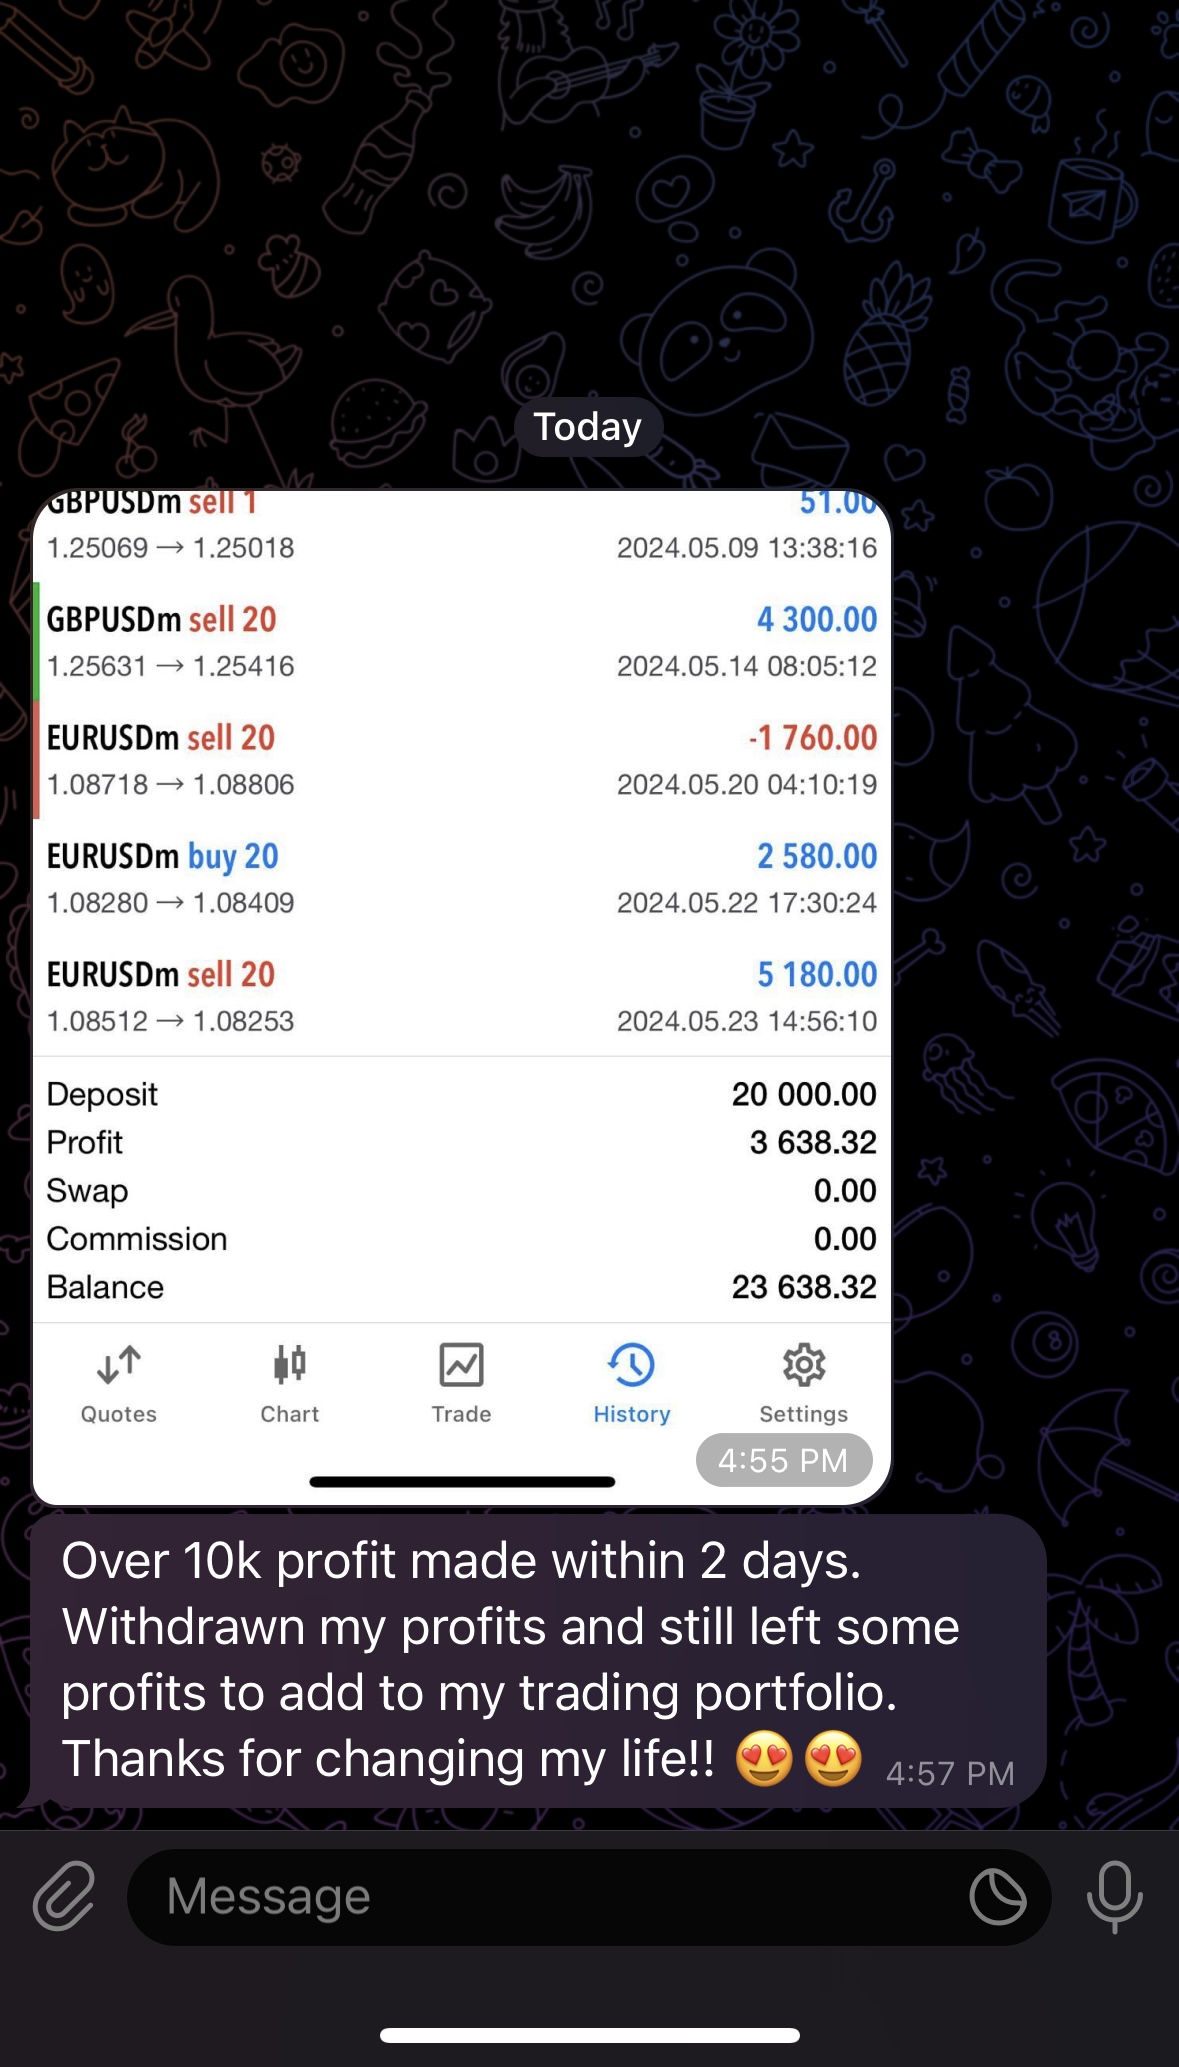 Today
GBPUSDm sell 1 51.00
1.25069 → 1.25018 2024.05.09 13:38:16
GBPUSDm sell 20 4 300.00
1.25631 → 1.25416 2024.05.14 08:05:12
EURUSDm sell 20 -1 760.00
1.08718 → 1.08806 2024.05.20 04:10:19
EURUSDm buy 20 2 580.00
1.08280 → 1.08409 2024.05.22 17:30:24
EURUSDm sell 20 5 180.00
1.08512 → 1.08253 2024.05.23 14:56:10
Deposit 20 000.00
Profit 3 638.32
Swap 0.00
Commission 0.00
Balance 23 638.32
Quotes Chart Trade History Settings
4:55 PM
Over 10k profit made within 2 days.
Withdrawn my profits and still left some
profits to add to my trading portfolio.
Thanks for changing my life!! 😍😍 4:57 PM
Message